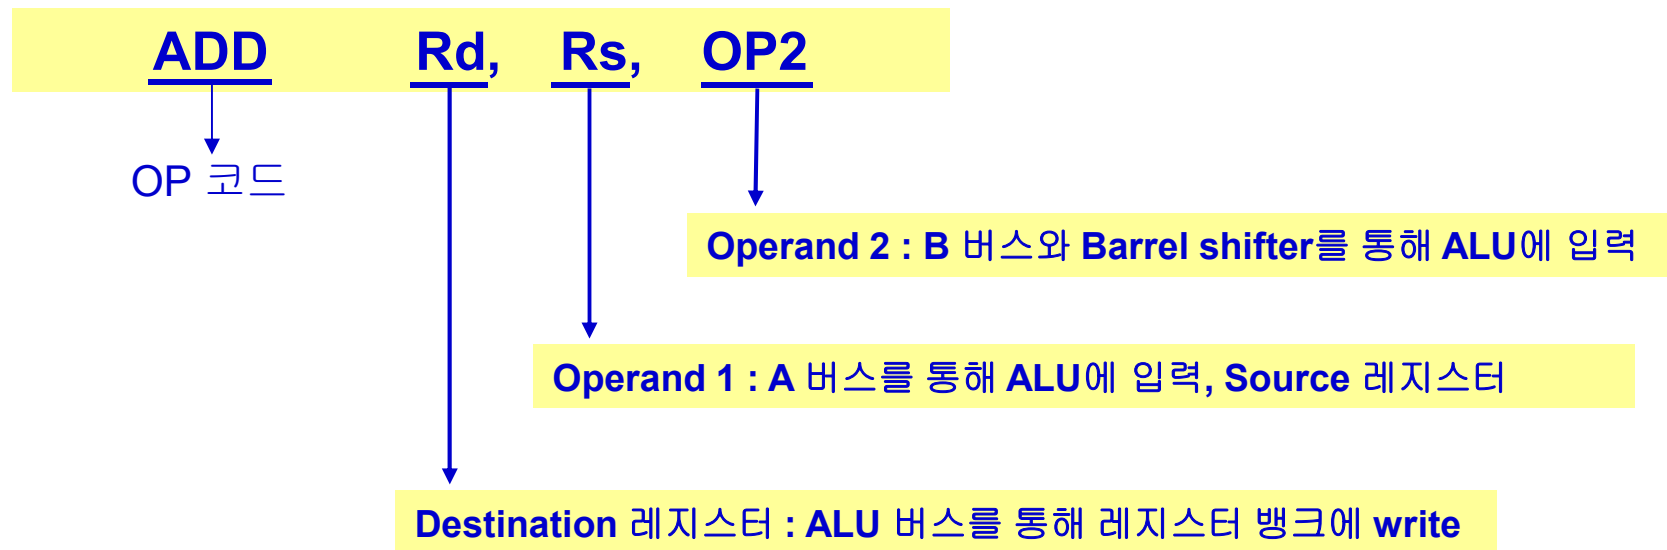 ADD Rd, Rs, OP2
OP 코드
Operand 2 : B 버스와 Barrel shifter를 통해 ALU에 입력
Operand 1 : A 버스를 통해 ALU에 입력, Source 레지스터
Destination 레지스터 : ALU 버스를 통해 레지스터 뱅크에 write